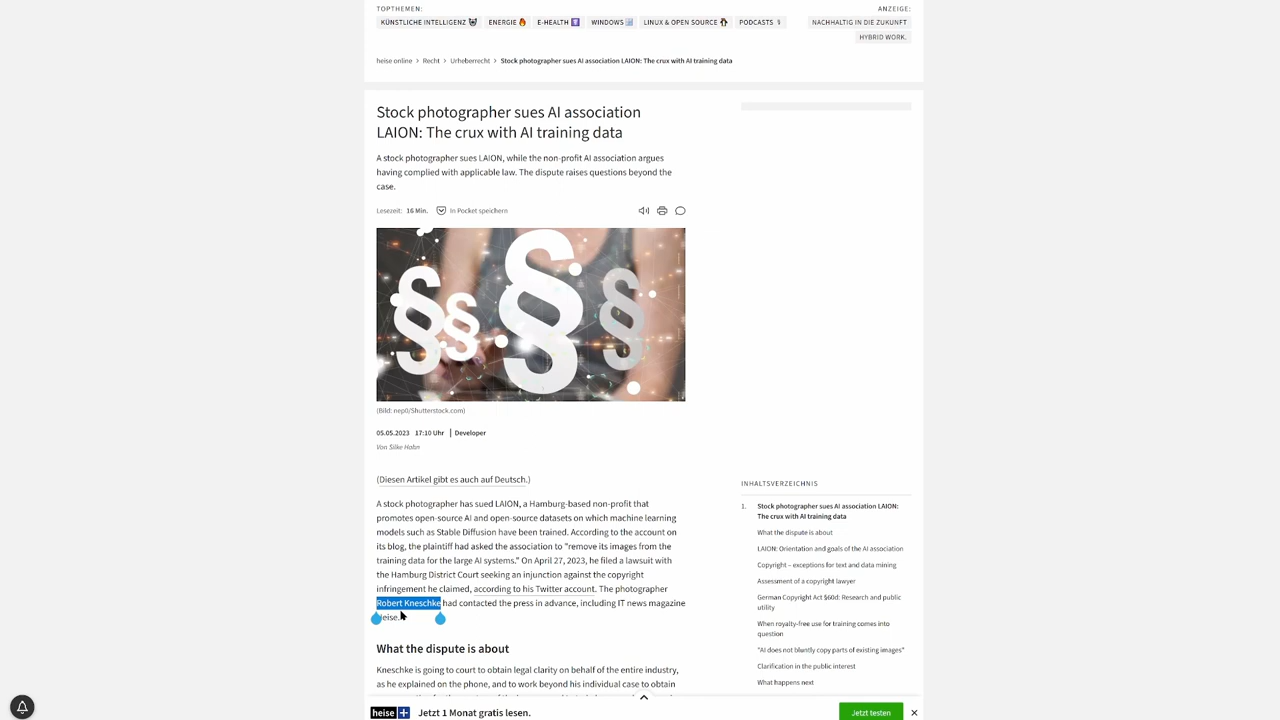 TOPTHEMEN:
KÜNSTLICHE INTELLIGENZ
ENERGIE
E-HEALTH
WINDOWS
LINUX & OPEN SOURCE
PODCASTS
ANZEIGE:
NACHHALTIG IN DIE ZUKUNFT
HYBRID WORK.
heise online > Recht > Urheberrecht > Stock photographer sues AI association LAION: The crux with AI training data
Stock photographer sues AI association
LAION: The crux with AI training data
A stock photographer sues LAION, while the non-profit AI association argues
having complied with applicable law. The dispute raises questions beyond the
case.
Lesezeit: 16 Min. In Pocket speichern
§ § § §
(Bild: nep0/Shutterstock.com)
05.05.2023 17:10 Uhr | Developer
Von Silke Hahn
(Diesen Artikel gibt es auch auf Deutsch.)
A stock photographer has sued LAION, a Hamburg-based non-profit that
promotes open-source AI and open-source datasets on which machine learning
models such as Stable Diffusion have been trained. According to the account on
its blog, the plaintiff had asked the association to "remove its images from the
training data for the large AI systems." On April 27, 2023, he filed a lawsuit with
the Hamburg District Court seeking an injunction against the copyright
infringement he claimed, according to his Twitter account. The photographer
Robert Kneschke had contacted the press in advance, including IT news magazine
What the dispute is about
Kneschke is going to court to obtain legal clarity on behalf of the entire industry,
as he explained on the phone, and to work beyond his individual case to obtain
INHALTSVERZEICHNIS
1. Stock photographer sues AI association LAION:
The crux with AI training data
What the dispute is about
LAION: Orientation and goals of the AI association
Copyright – exceptions for text and data mining
Assessment of a copyright lawyer
German Copyright Act §60d: Research and public
utility
When royalty-free use for training comes into
question
"AI does not bluntly copy parts of existing images"
Clarification in the public interest
What happens next
heise + Jetzt 1 Monat gratis lesen.
Jetzt testen